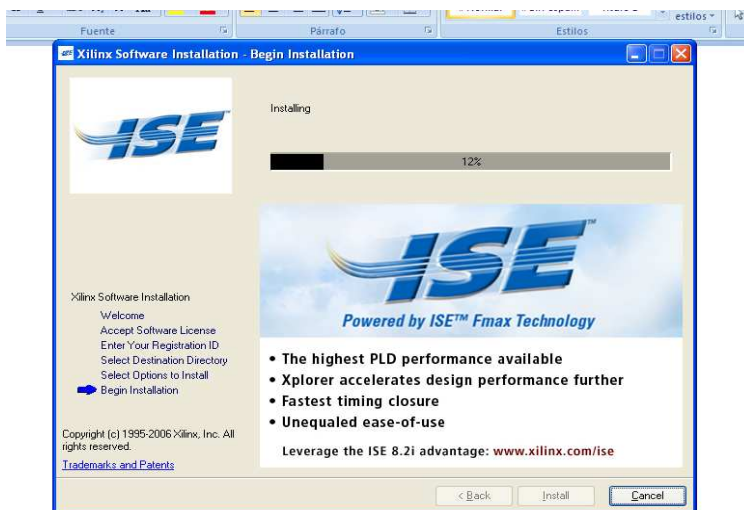 estilos
Fuente
Párrafo
Estilos
Xilinx Software Installation - Begin Installation
ISE
Installing
12%
ISE™
Powered by ISE™ Fmax Technology
Xilinx Software Installation
Welcome
Accept Software License
Enter Your Registration ID
Select Destination Directory
Select Options to Install
Begin Installation
• The highest PLD performance available
• Xplorer accelerates design performance further
• Fastest timing closure
• Unequaled ease-of-use
Leverage the ISE 8.2i advantage: www.xilinx.com/ise
Copyright (c) 1995-2006 Xilinx, Inc. All
rights reserved.
Trademarks and Patents
< Back
Install
Cancel